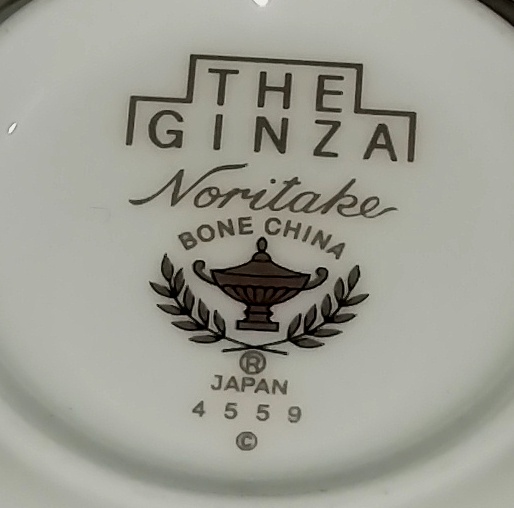 THE
GINZA
Noritake
BONE CHINA
®
JAPAN
4559
©